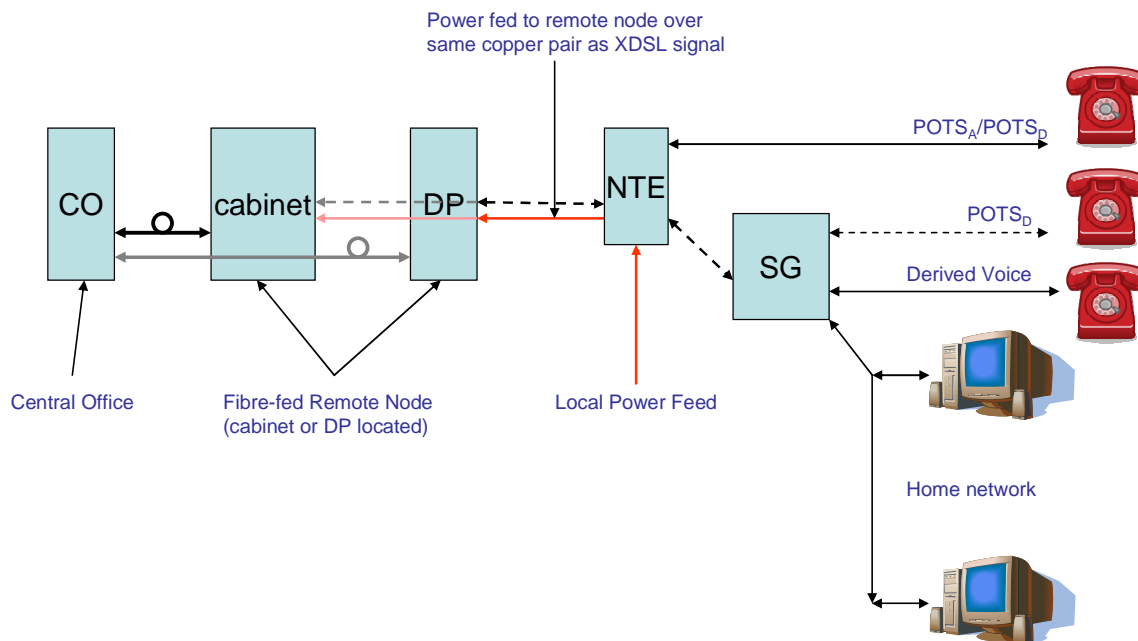 Power fed to remote node over
same copper pair as XDSL signal
POTSA/POTSD
CO
cabinet
DP
NTE
POTSD
SG
Derived Voice
Central Office
Fibre-fed Remote Node
(cabinet or DP located)
Local Power Feed
Home network